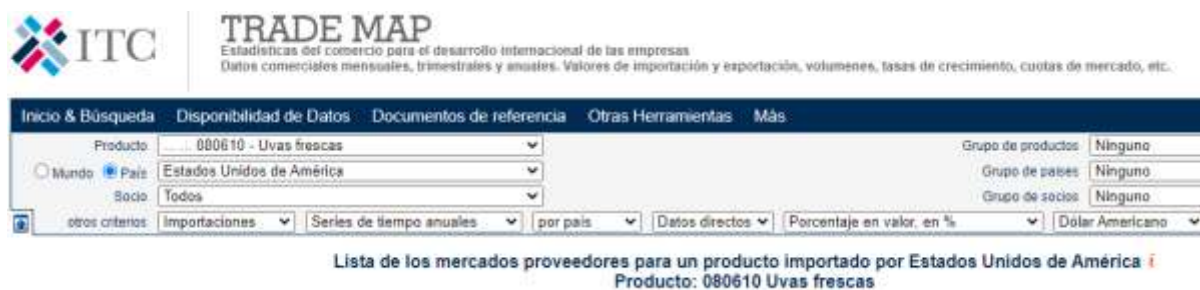 ITC
TRADE MAP
Estadísticas del comercio para el desarrollo internacional de las empresas
Datos comerciales mensuales, trimestrales y anuales. Valores de importación y exportación, volumenes, tasas de crecimiento, cuotas de mercado, etc.
Inicio & Búsqueda Disponibilidad de Datos Documentos de referencia Otras Herramientas Más
Producto ... ... 080610 - Uvas frescas Grupo de productos Ninguno
Mundo País Estados Unidos de América Grupo de países Ninguno
Socio Todos Grupo de socios Ninguno
otros criterios Importaciones Series de tiempo anuales por país Datos directos Porcentaje en valor, en % Dólar Americano
Lista de los mercados proveedores para un producto importado por Estados Unidos de América i
Producto: 080610 Uvas frescas